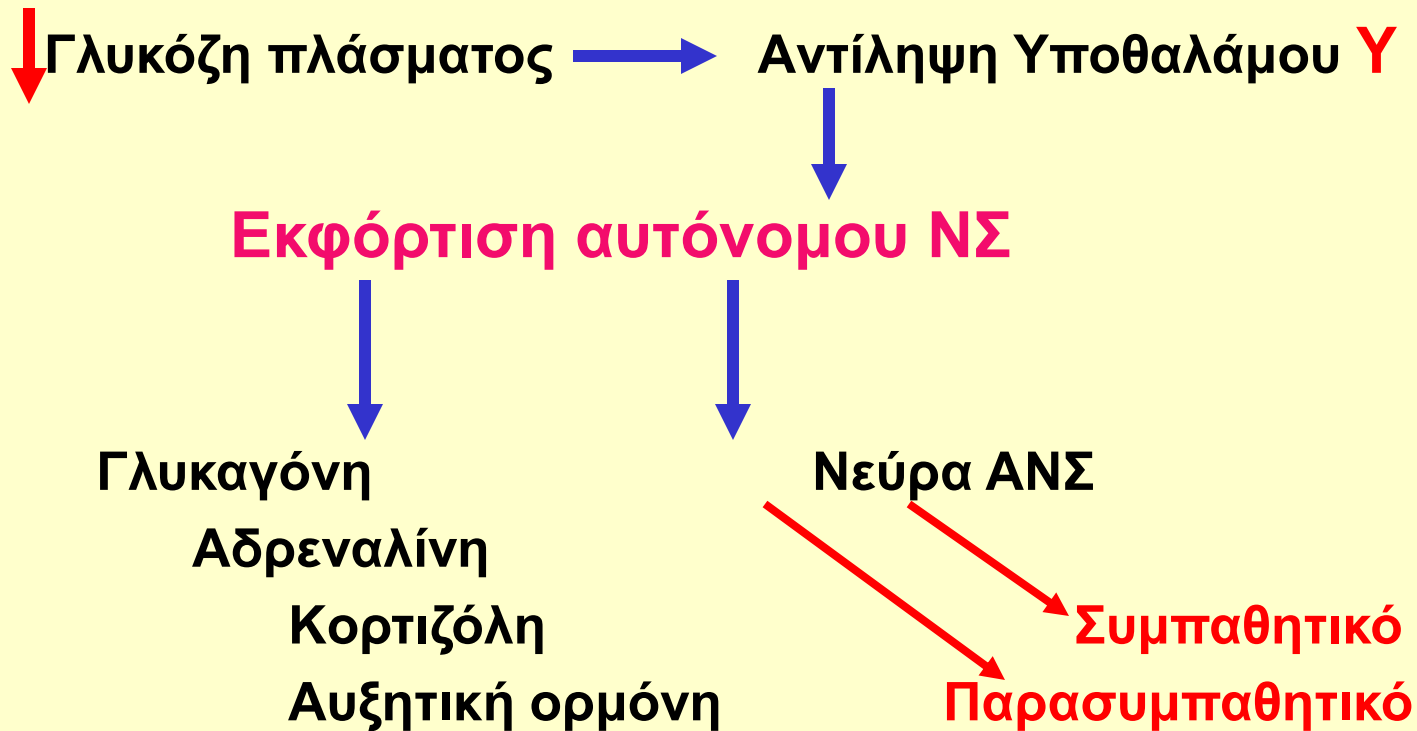 Γλυκόζη πλάσματος Αντίληψη Υποθαλάμου Υ
Εκφόρτιση αυτόνομου ΝΣ
Γλυκαγόνη Νεύρα ΑΝΣ
Αδρεναλίνη
Κορτιζόλη Συμπαθητικό
Αυξητική ορμόνη Παρασυμπαθητικό